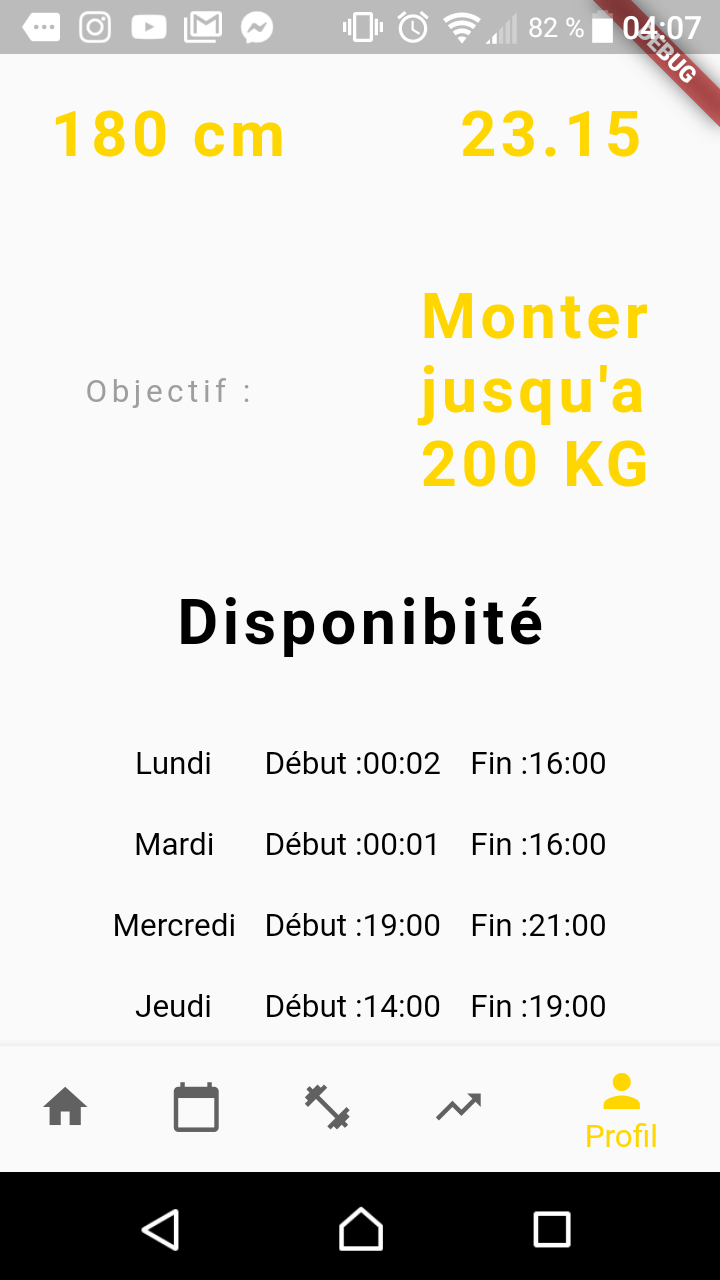 82 % 04:07
DEBUG
180 cm 23.15
Objectif : Monter
jusqu'a
200 KG
Disponibité
Lundi Début :00:02 Fin :16:00
Mardi Début :00:01 Fin :16:00
Mercredi Début :19:00 Fin :21:00
Jeudi Début :14:00 Fin :19:00
Profil